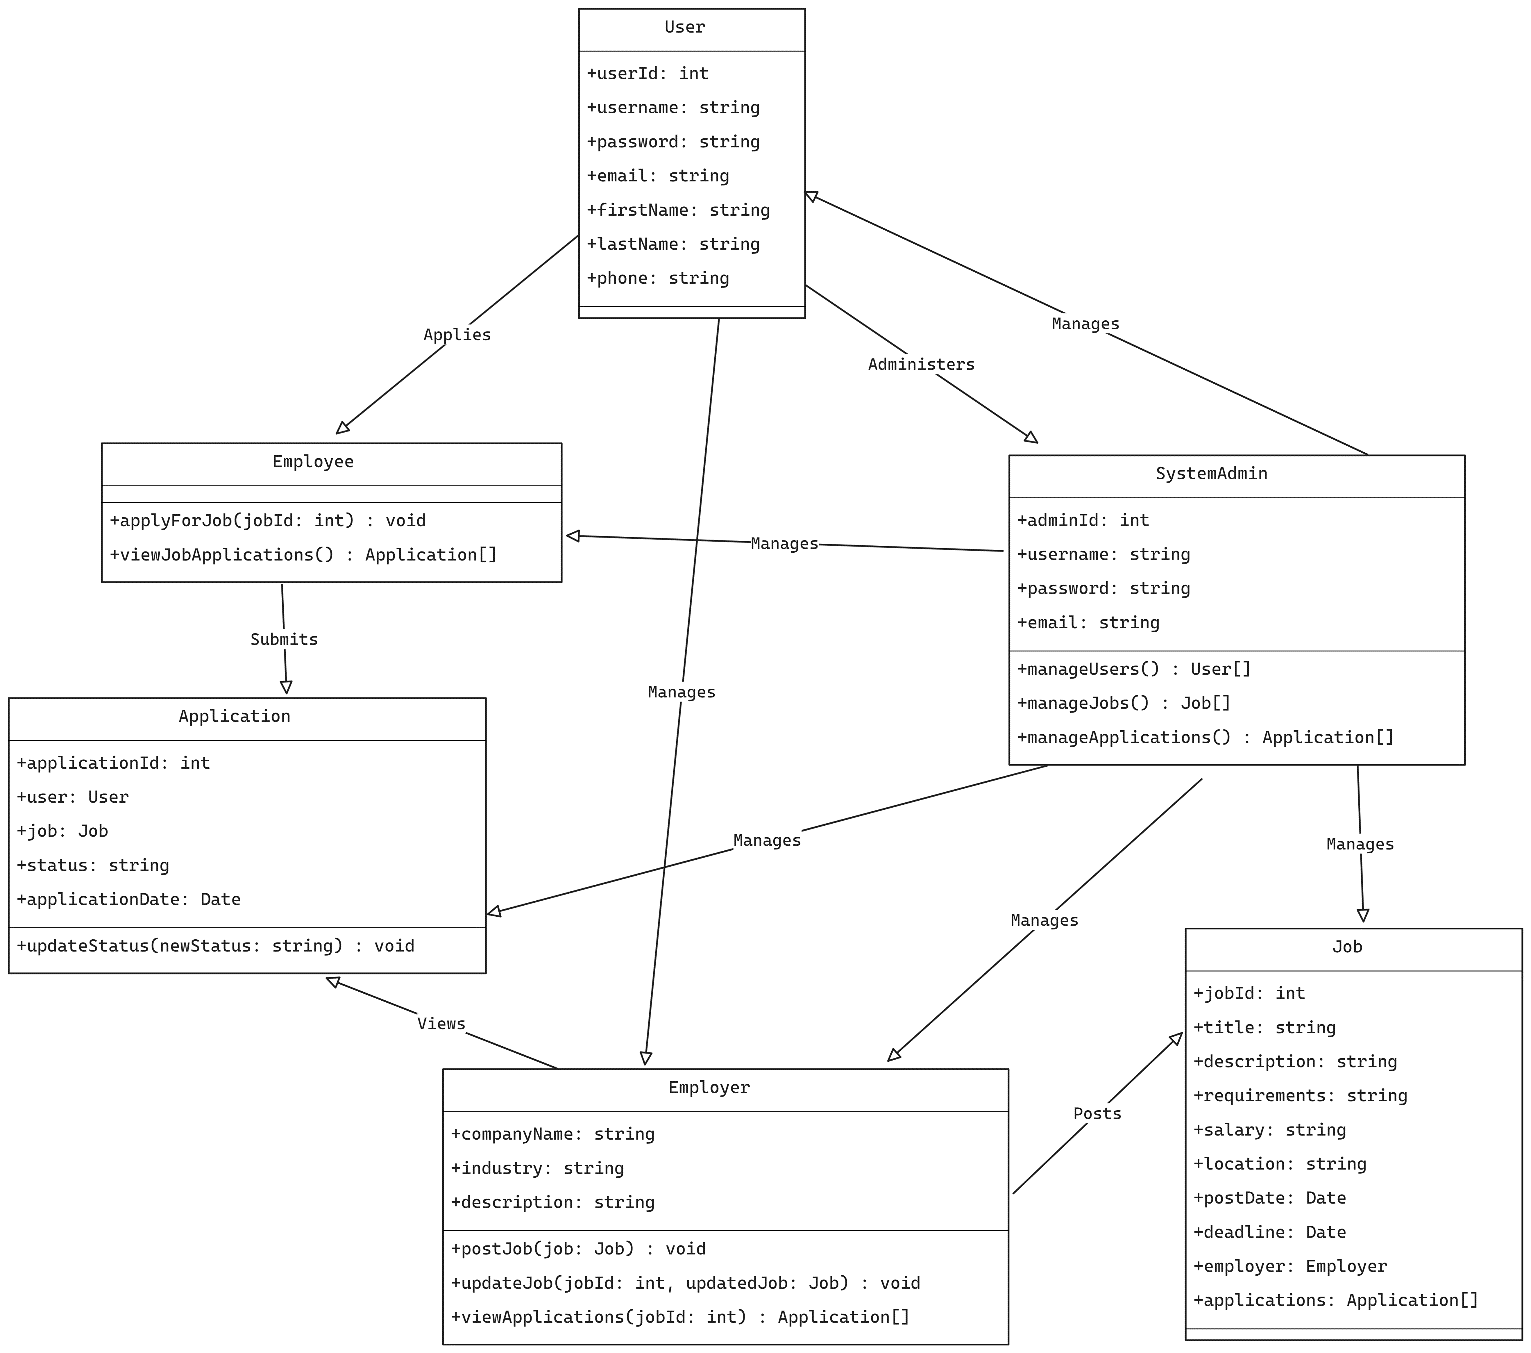 User
+userId: int
+username: string
+password: string
+email: string
+firstName: string
+lastName: string
+phone: string
Applies
Administers
Manages
Employee
+applyForJob(jobId: int) : void
+viewJobApplications() : Application[]
Manages
SystemAdmin
+adminId: int
+username: string
+password: string
+email: string
+manageUsers() : User[]
+manageJobs() : Job[]
+manageApplications() : Application[]
Submits
Manages
Application
+applicationId: int
+user: User
+job: Job
+status: string
+applicationDate: Date
+updateStatus(newStatus: string) : void
Manages
Manages
Manages
Views
Employer
+companyName: string
+industry: string
+description: string
+postJob(job: Job) : void
+updateJob(jobId: int, updatedJob: Job) : void
+viewApplications(jobId: int) : Application[]
Posts
Job
+jobId: int
+title: string
+description: string
+requirements: string
+salary: string
+location: string
+postDate: Date
+deadline: Date
+employer: Employer
+applications: Application[]